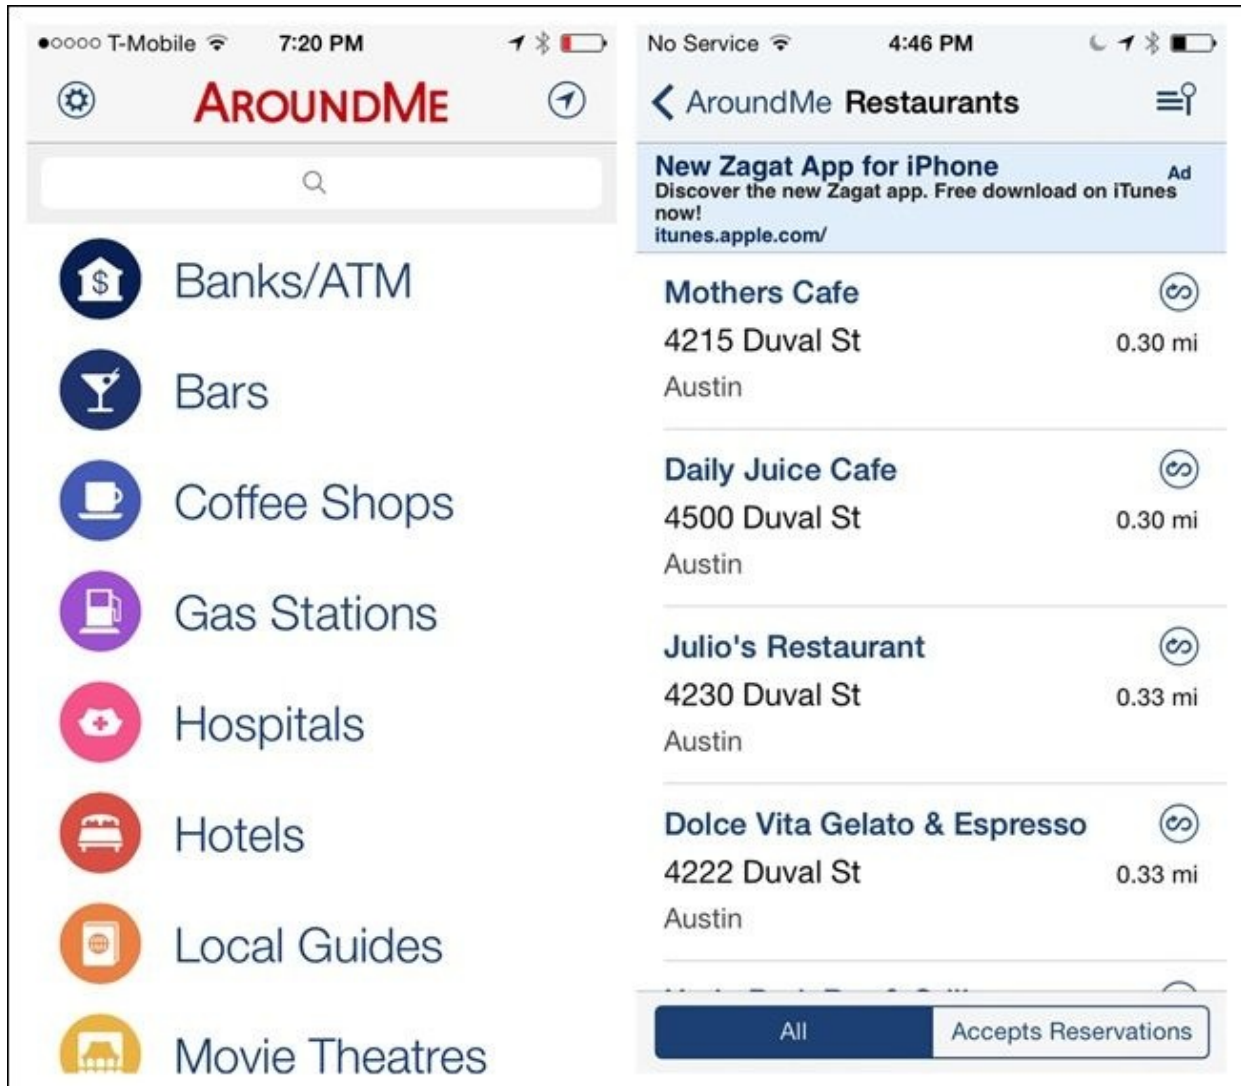 T-Mobile 7:20 PM
AROUNDME
$
Banks/ATM
Bars
Coffee Shops
Gas Stations
Hospitals
Hotels
Local Guides
Movie Theatres
No Service 4:46 PM
AroundMe Restaurants
New Zagat App for iPhone Ad
Discover the new Zagat app. Free download on iTunes
now!
itunes.apple.com/
Mothers Cafe
4215 Duval St 0.30 mi
Austin
Daily Juice Cafe
4500 Duval St 0.30 mi
Austin
Julio's Restaurant
4230 Duval St 0.33 mi
Austin
Dolce Vita Gelato & Espresso
4222 Duval St 0.33 mi
Austin
All Accepts Reservations